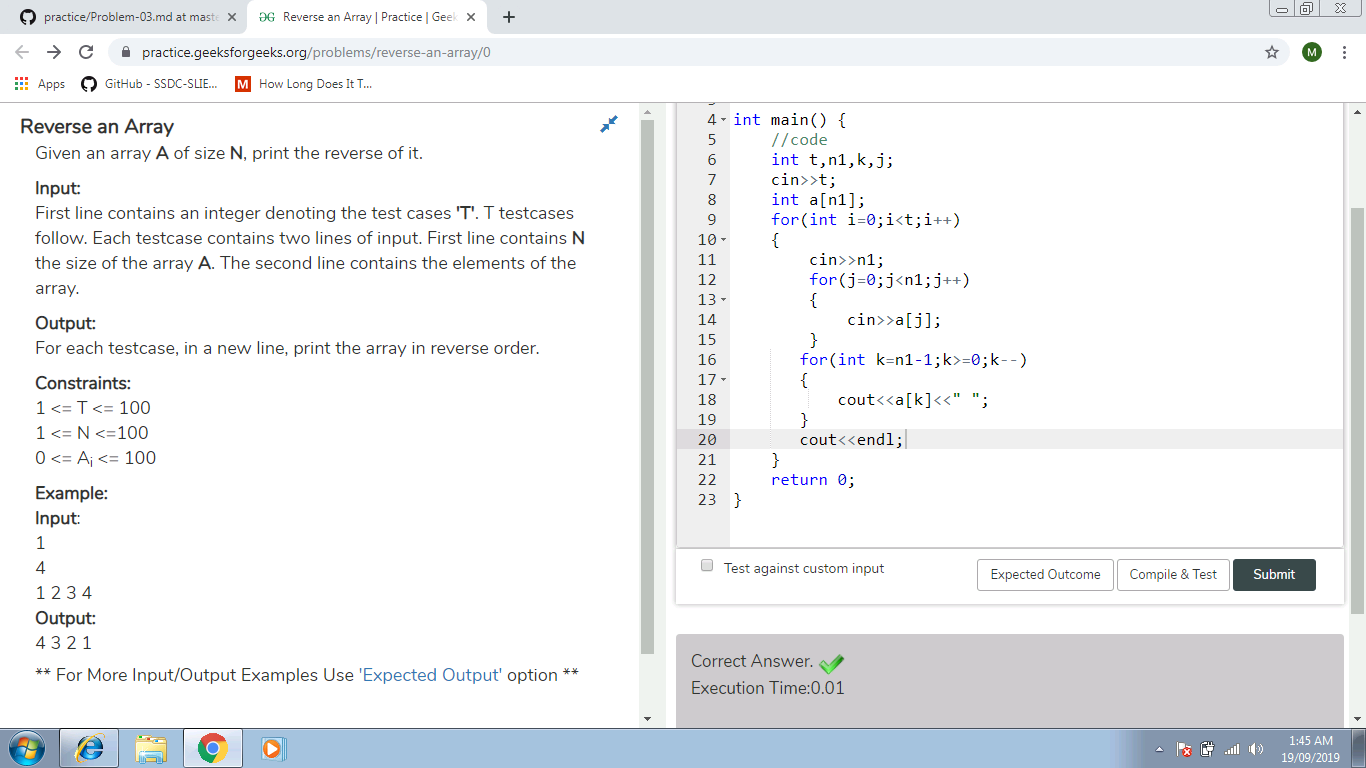 practice/Problem-03.md at maste
Reverse an Array | Practice | Geek
practice.geeksforgeeks.org/problems/reverse-an-array/0
M
Apps
GitHub - SSDC-SLIE...
M
How Long Does It T...
Reverse an Array
Given an array A of size N, print the reverse of it.
Input:
First line contains an integer denoting the test cases 'T'. T testcases
follow. Each testcase contains two lines of input. First line contains N
the size of the array A. The second line contains the elements of the
array.
Output:
For each testcase, in a new line, print the array in reverse order.
Constraints:
1 <= T <= 100
1 <= N <=100
0 <= Ai <= 100
Example:
Input:
1
4
1 2 3 4
Output:
4 3 2 1
** For More Input/Output Examples Use 'Expected Output' option **
4 int main() {
5 //code
6 int t,n1,k,j;
7 cin>>t;
8 int a[n1];
9 for(int i=0;i<t;i++)
10 {
11 cin>>n1;
12 for(j=0;j<n1;j++)
13 {
14 cin>>a[j];
15 }
16 for(int k=n1-1;k>=0;k--)
17 {
18 cout<<a[k]<<" ";
19 }
20 cout<<endl;
21 }
22 return 0;
23 }
Test against custom input
Expected Outcome
Compile & Test
Submit
Correct Answer.
Execution Time:0.01
1:45 AM
19/09/2019